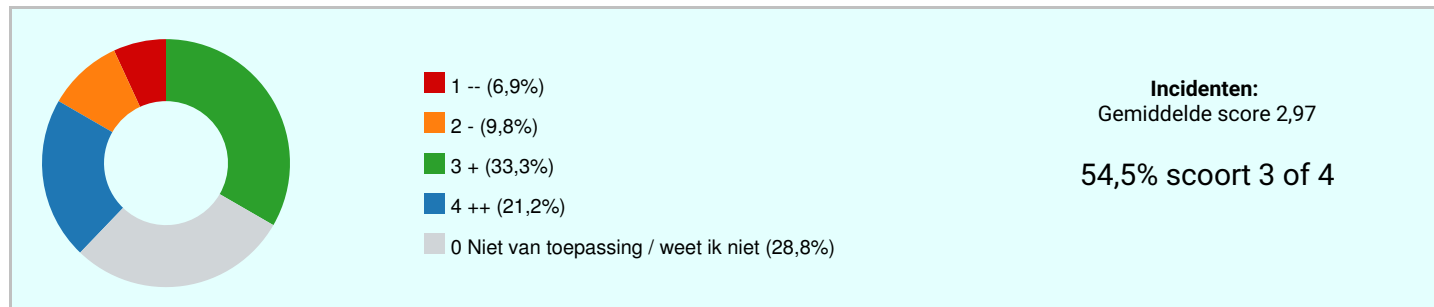 1 -- (6,9%)
2 - (9,8%)
3 + (33,3%)
4 ++ (21,2%)
0 Niet van toepassing / weet ik niet (28,8%)
Incidenten:
Gemiddelde score 2,97
54,5% scoort 3 of 4